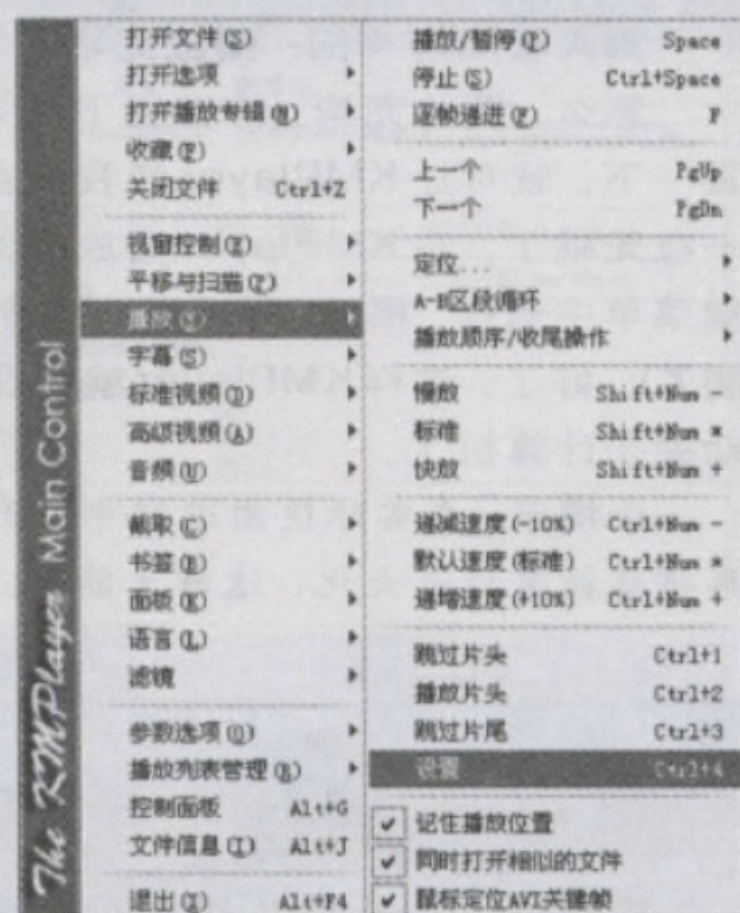 The KMPlayer Main Control
打开文件(S)
打开选项
打开播放专辑(M)
收藏(F)
关闭文件 Ctrl+Z
视窗控制(X)
平移与扫描(P)
播放(Y)
字幕(S)
标准视频(D)
高级视频(A)
音频(U)
截取(C)
书签(B)
面板(K)
语言(L)
滤镜
参数选项(O)
播放列表管理(R)
控制面板 Alt+G
文件信息(I) Alt+J
退出(X) Alt+F4
播放/暂停(P) Space
停止(S) Ctrl+Space
逐帧递进(F) F
上一个 PgUp
下一个 PgDn
定位...
A-B区段循环
播放顺序/收尾操作
慢放 Shift+Num -
标准 Shift+Num *
快放 Shift+Num +
递减速度(-10%) Ctrl+Num -
默认速度(标准) Ctrl+Num *
递增速度(+10%) Ctrl+Num +
跳过片头 Ctrl+1
播放片头 Ctrl+2
跳过片尾 Ctrl+3
设置 Ctrl+4
记住播放位置
同时打开相似的文件
鼠标定位AVI关键帧